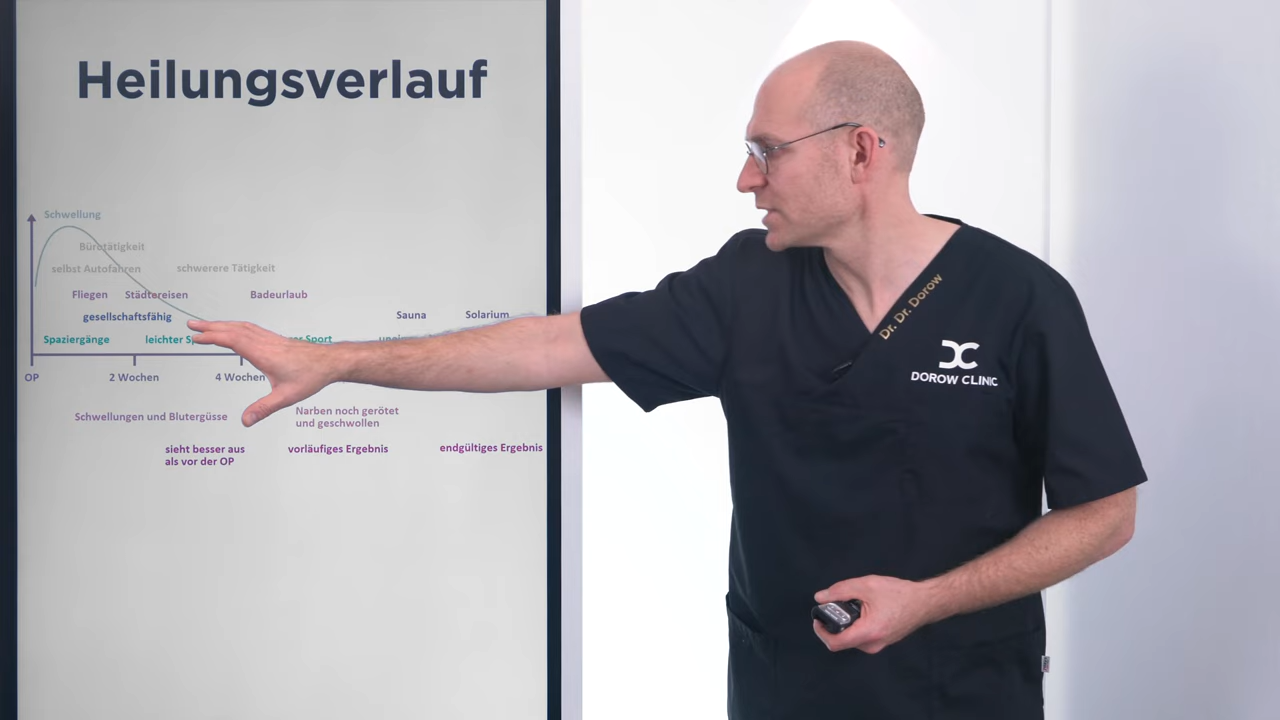 Heilungsverlauf
Schwellung
Bürotätigkeit
selbst Autofahren schwerere Tätigkeit
Fliegen Städtereisen Badeurlaub
gesellschaftsfähig Sauna Solarium
Spaziergänge leichter Sport
OP 2 Wochen 4 Wochen
Schwellungen und Blutergüsse
Narben noch gerötet
und geschwollen
sieht besser aus
als vor der OP
vorläufiges Ergebnis
endgültiges Ergebnis
Dr. Dr. Dorow
DOROW CLINIC